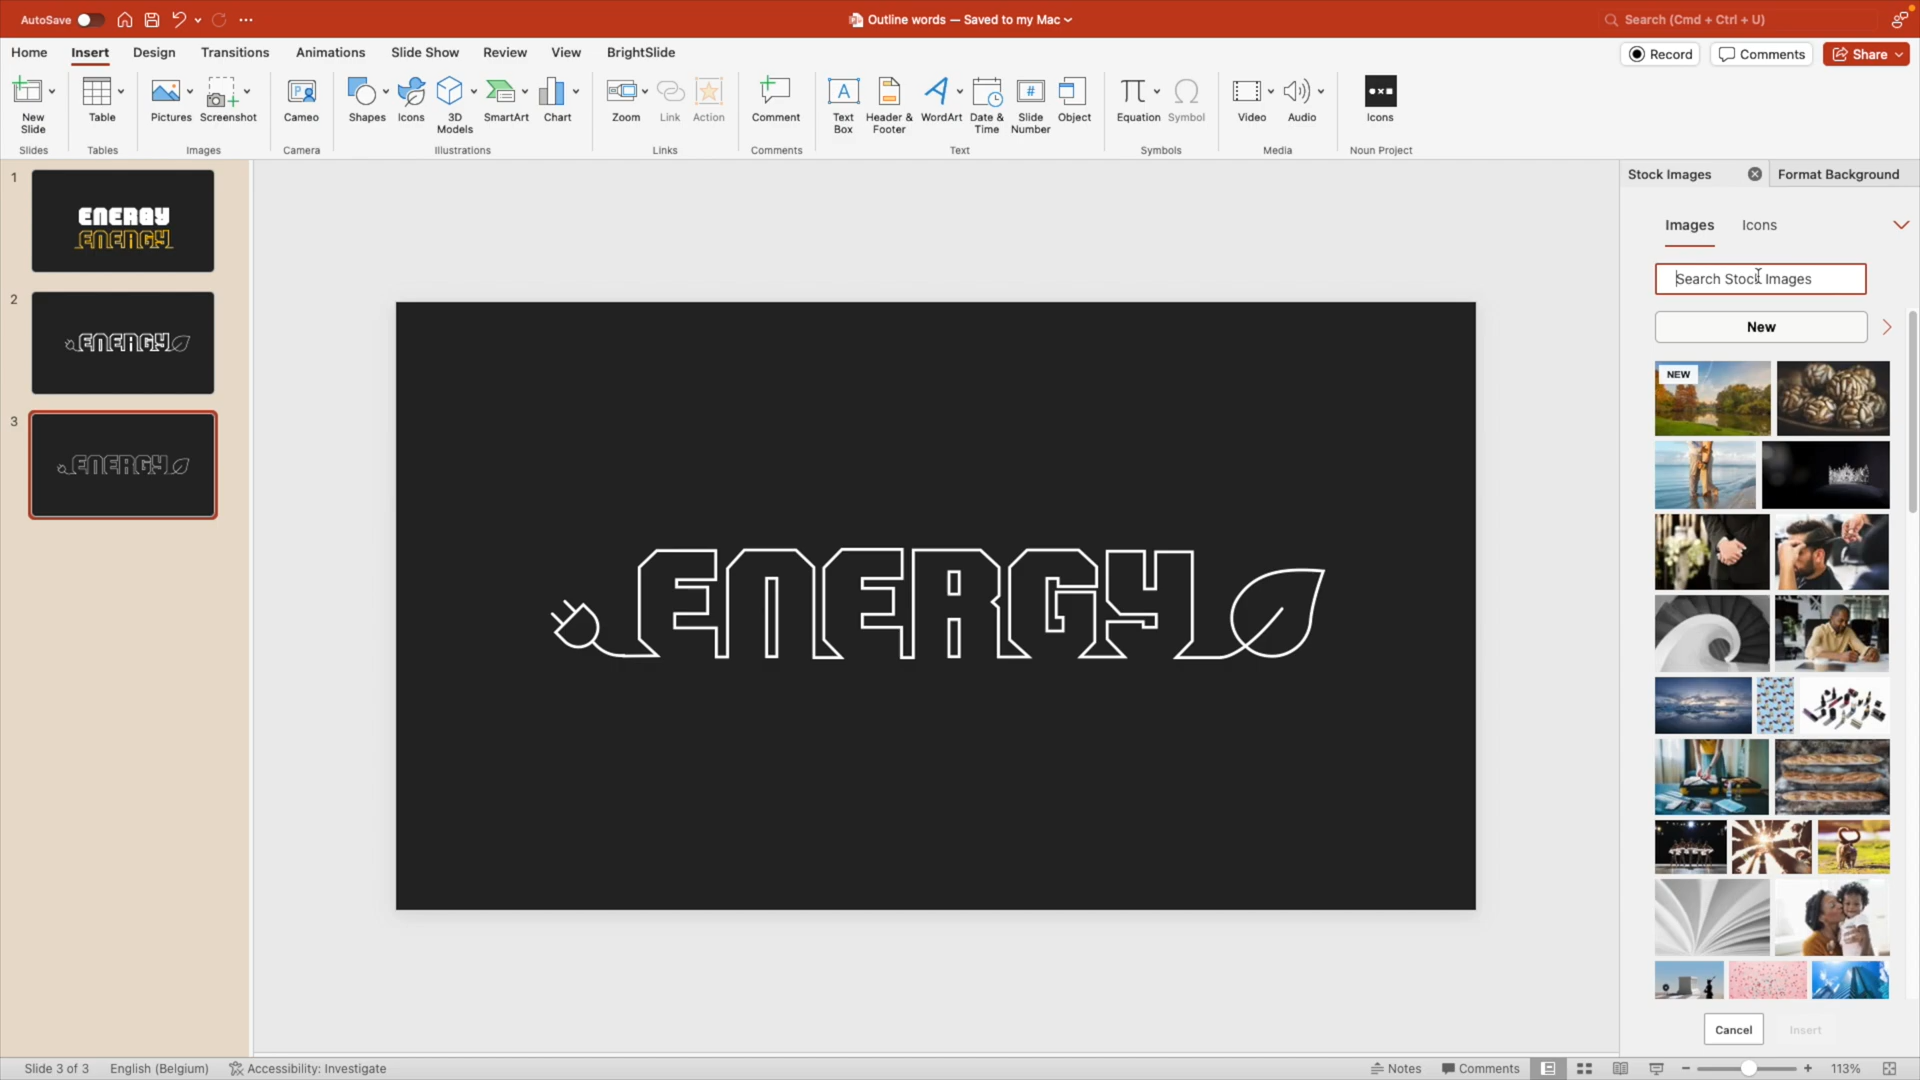 AutoSave
Outline words — Saved to my Mac
Search (Cmd + Ctrl + U)
Home
Insert
Design
Transitions
Animations
Slide Show
Review
View
BrightSlide
Record
Comments
Share
New
Slide
Table
Pictures
Screenshot
Cameo
Shapes
Icons
3D
Models
SmartArt
Chart
Zoom
Link
Action
Comment
Text
Box
Header &
Footer
WordArt
Date &
Time
Slide
Number
Object
Equation
Symbol
Video
Audio
Icons
Slides
Tables
Images
Camera
Illustrations
Links
Comments
Text
Symbols
Media
Noun Project
1
ENERGY
ENERGY
2
ENERGY
3
ENERGY
ENERGY
Stock Images
Format Background
Images
Icons
Search Stock Images
New
NEW
Cancel
Insert
Slide 3 of 3
English (Belgium)
Accessibility: Investigate
Notes
Comments
113%